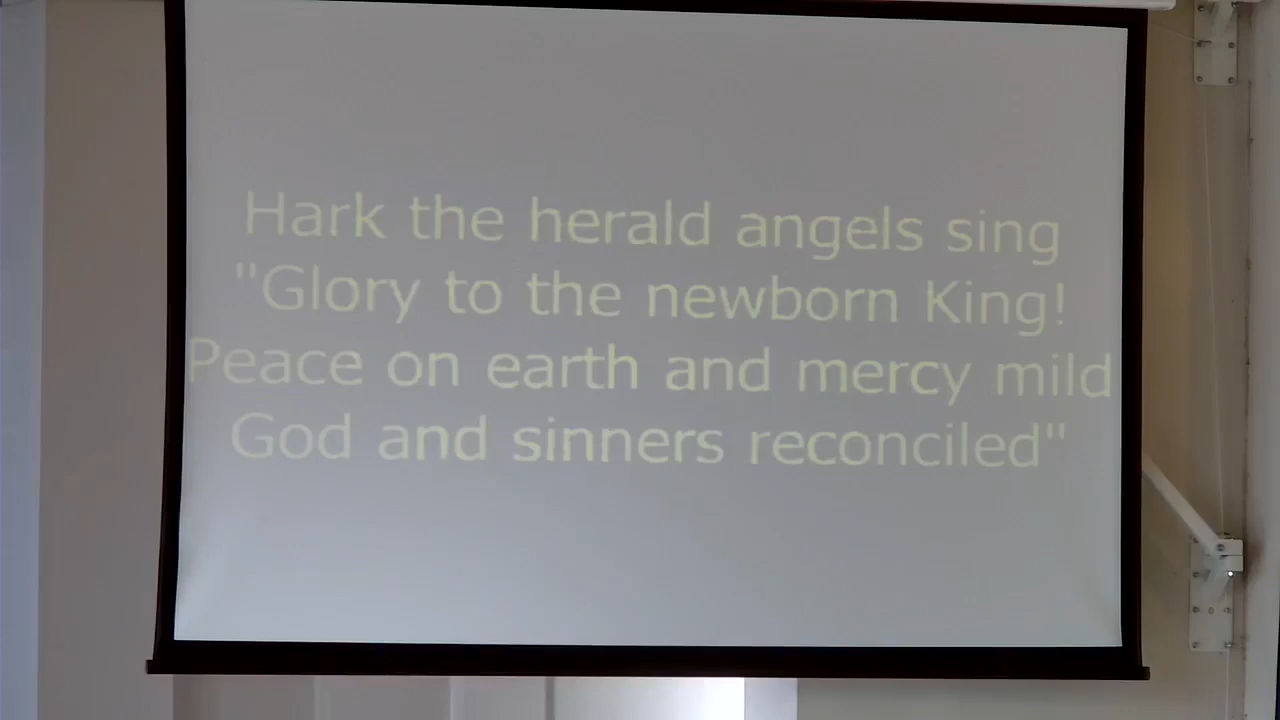 Hark the herald angels sing
"Glory to the newborn King!
Peace on earth and mercy mild
God and sinners reconciled"